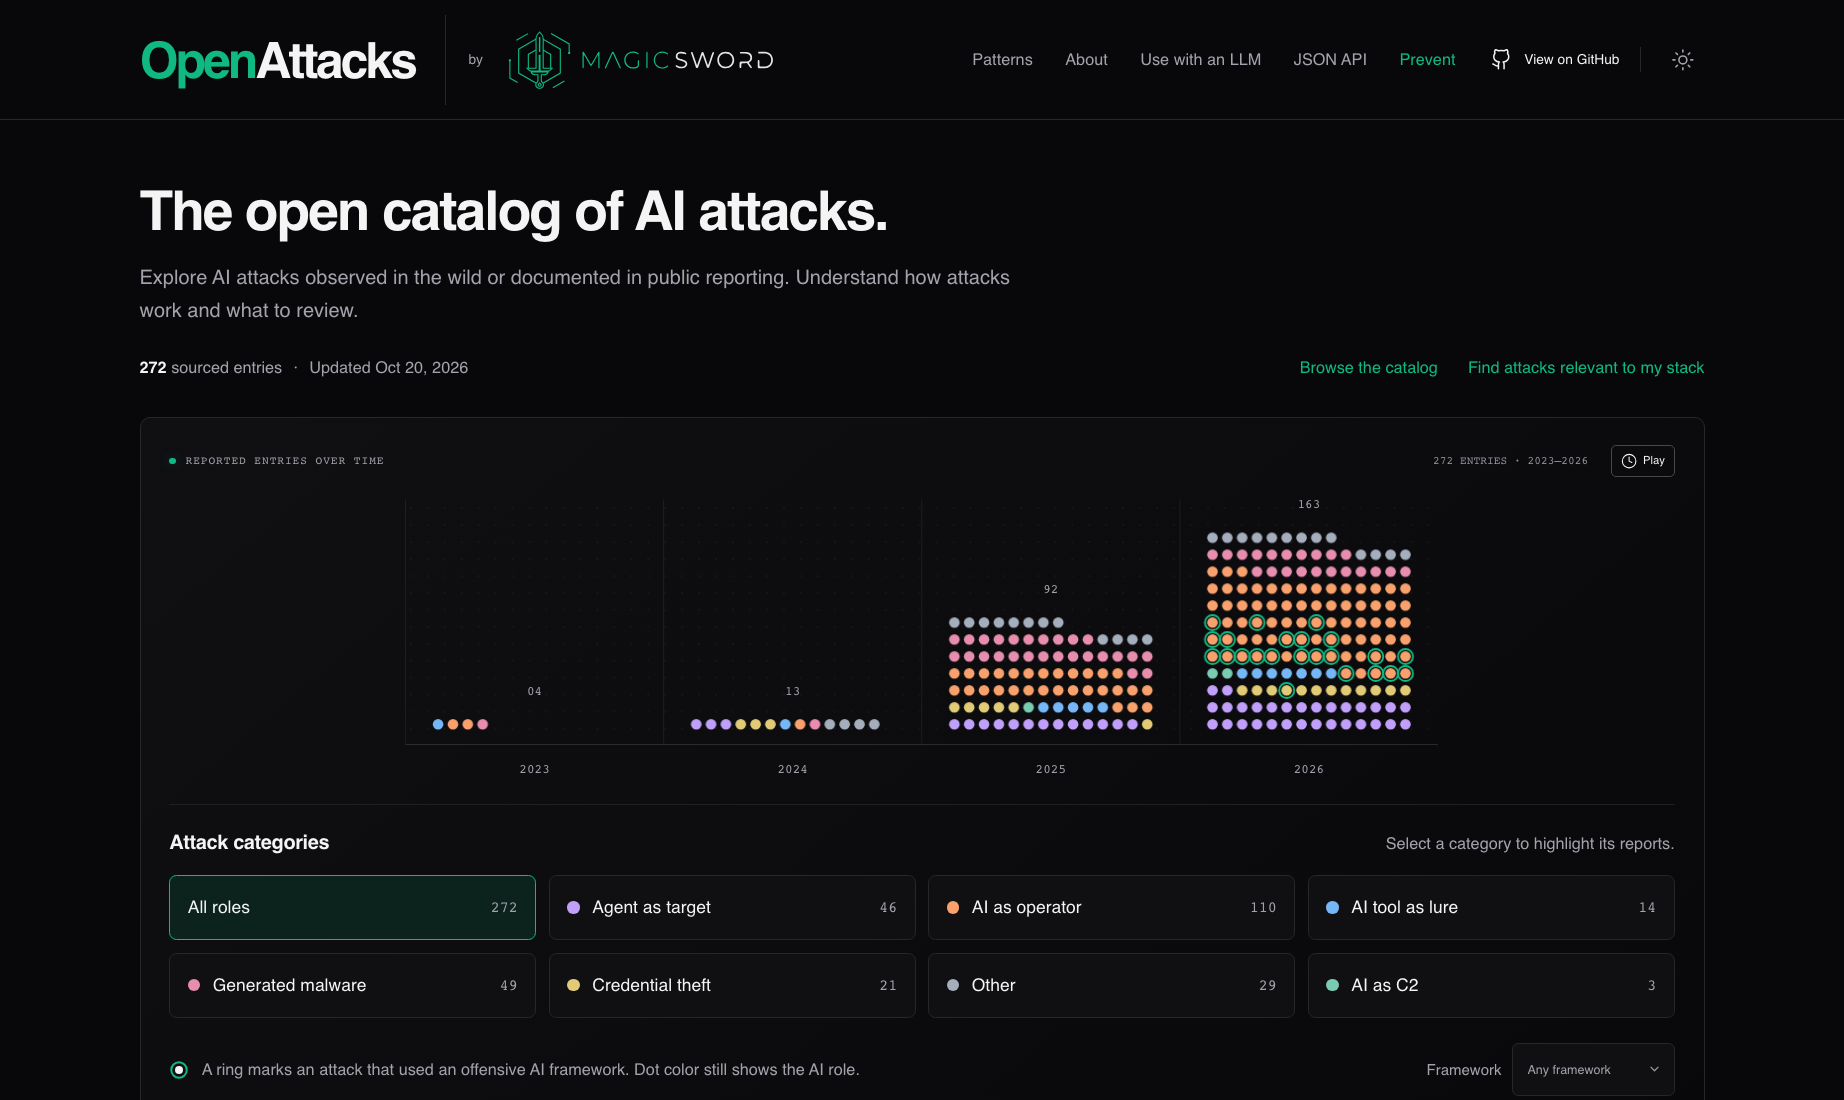 OpenAttacks
by
MAGICSWORD
Patterns
About
Use with an LLM
JSON API
Prevent
View on GitHub
The open catalog of AI attacks.
Explore AI attacks observed in the wild or documented in public reporting. Understand how attacks
work and what to review.
272 sourced entries · Updated Oct 20, 2026
Browse the catalog
Find attacks relevant to my stack
REPORTED ENTRIES OVER TIME
272 ENTRIES · 2023—2026
Play
04
13
92
163
2023
2024
2025
2026
Attack categories
Select a category to highlight its reports.
All roles 272
Agent as target 46
AI as operator 110
AI tool as lure 14
Generated malware 49
Credential theft 21
Other 29
AI as C2 3
A ring marks an attack that used an offensive AI framework. Dot color still shows the AI role.
Framework
Any framework